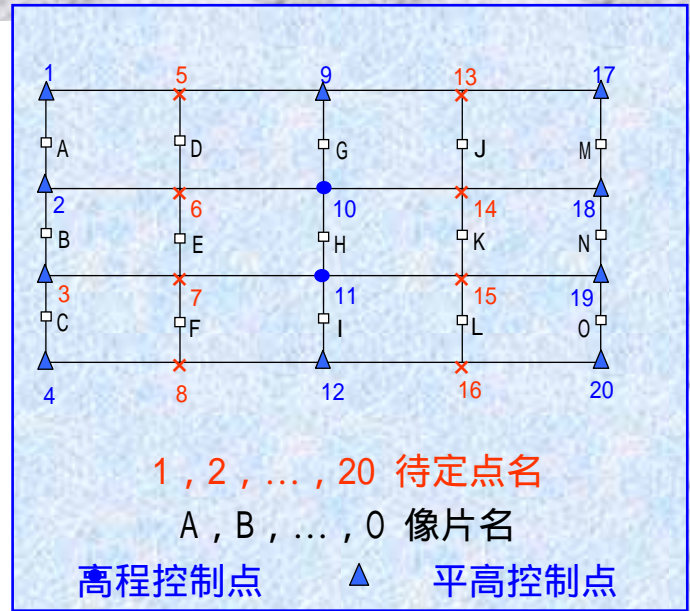 1 5 9 13 17
A D G J M
2 6 10 14 18
B E H K N
3 7 11 15 19
C F I L O
4 8 12 16 20
1 , 2 , … , 20 待定点名
A , B , … , O 像片名
高程控制点 平高控制点